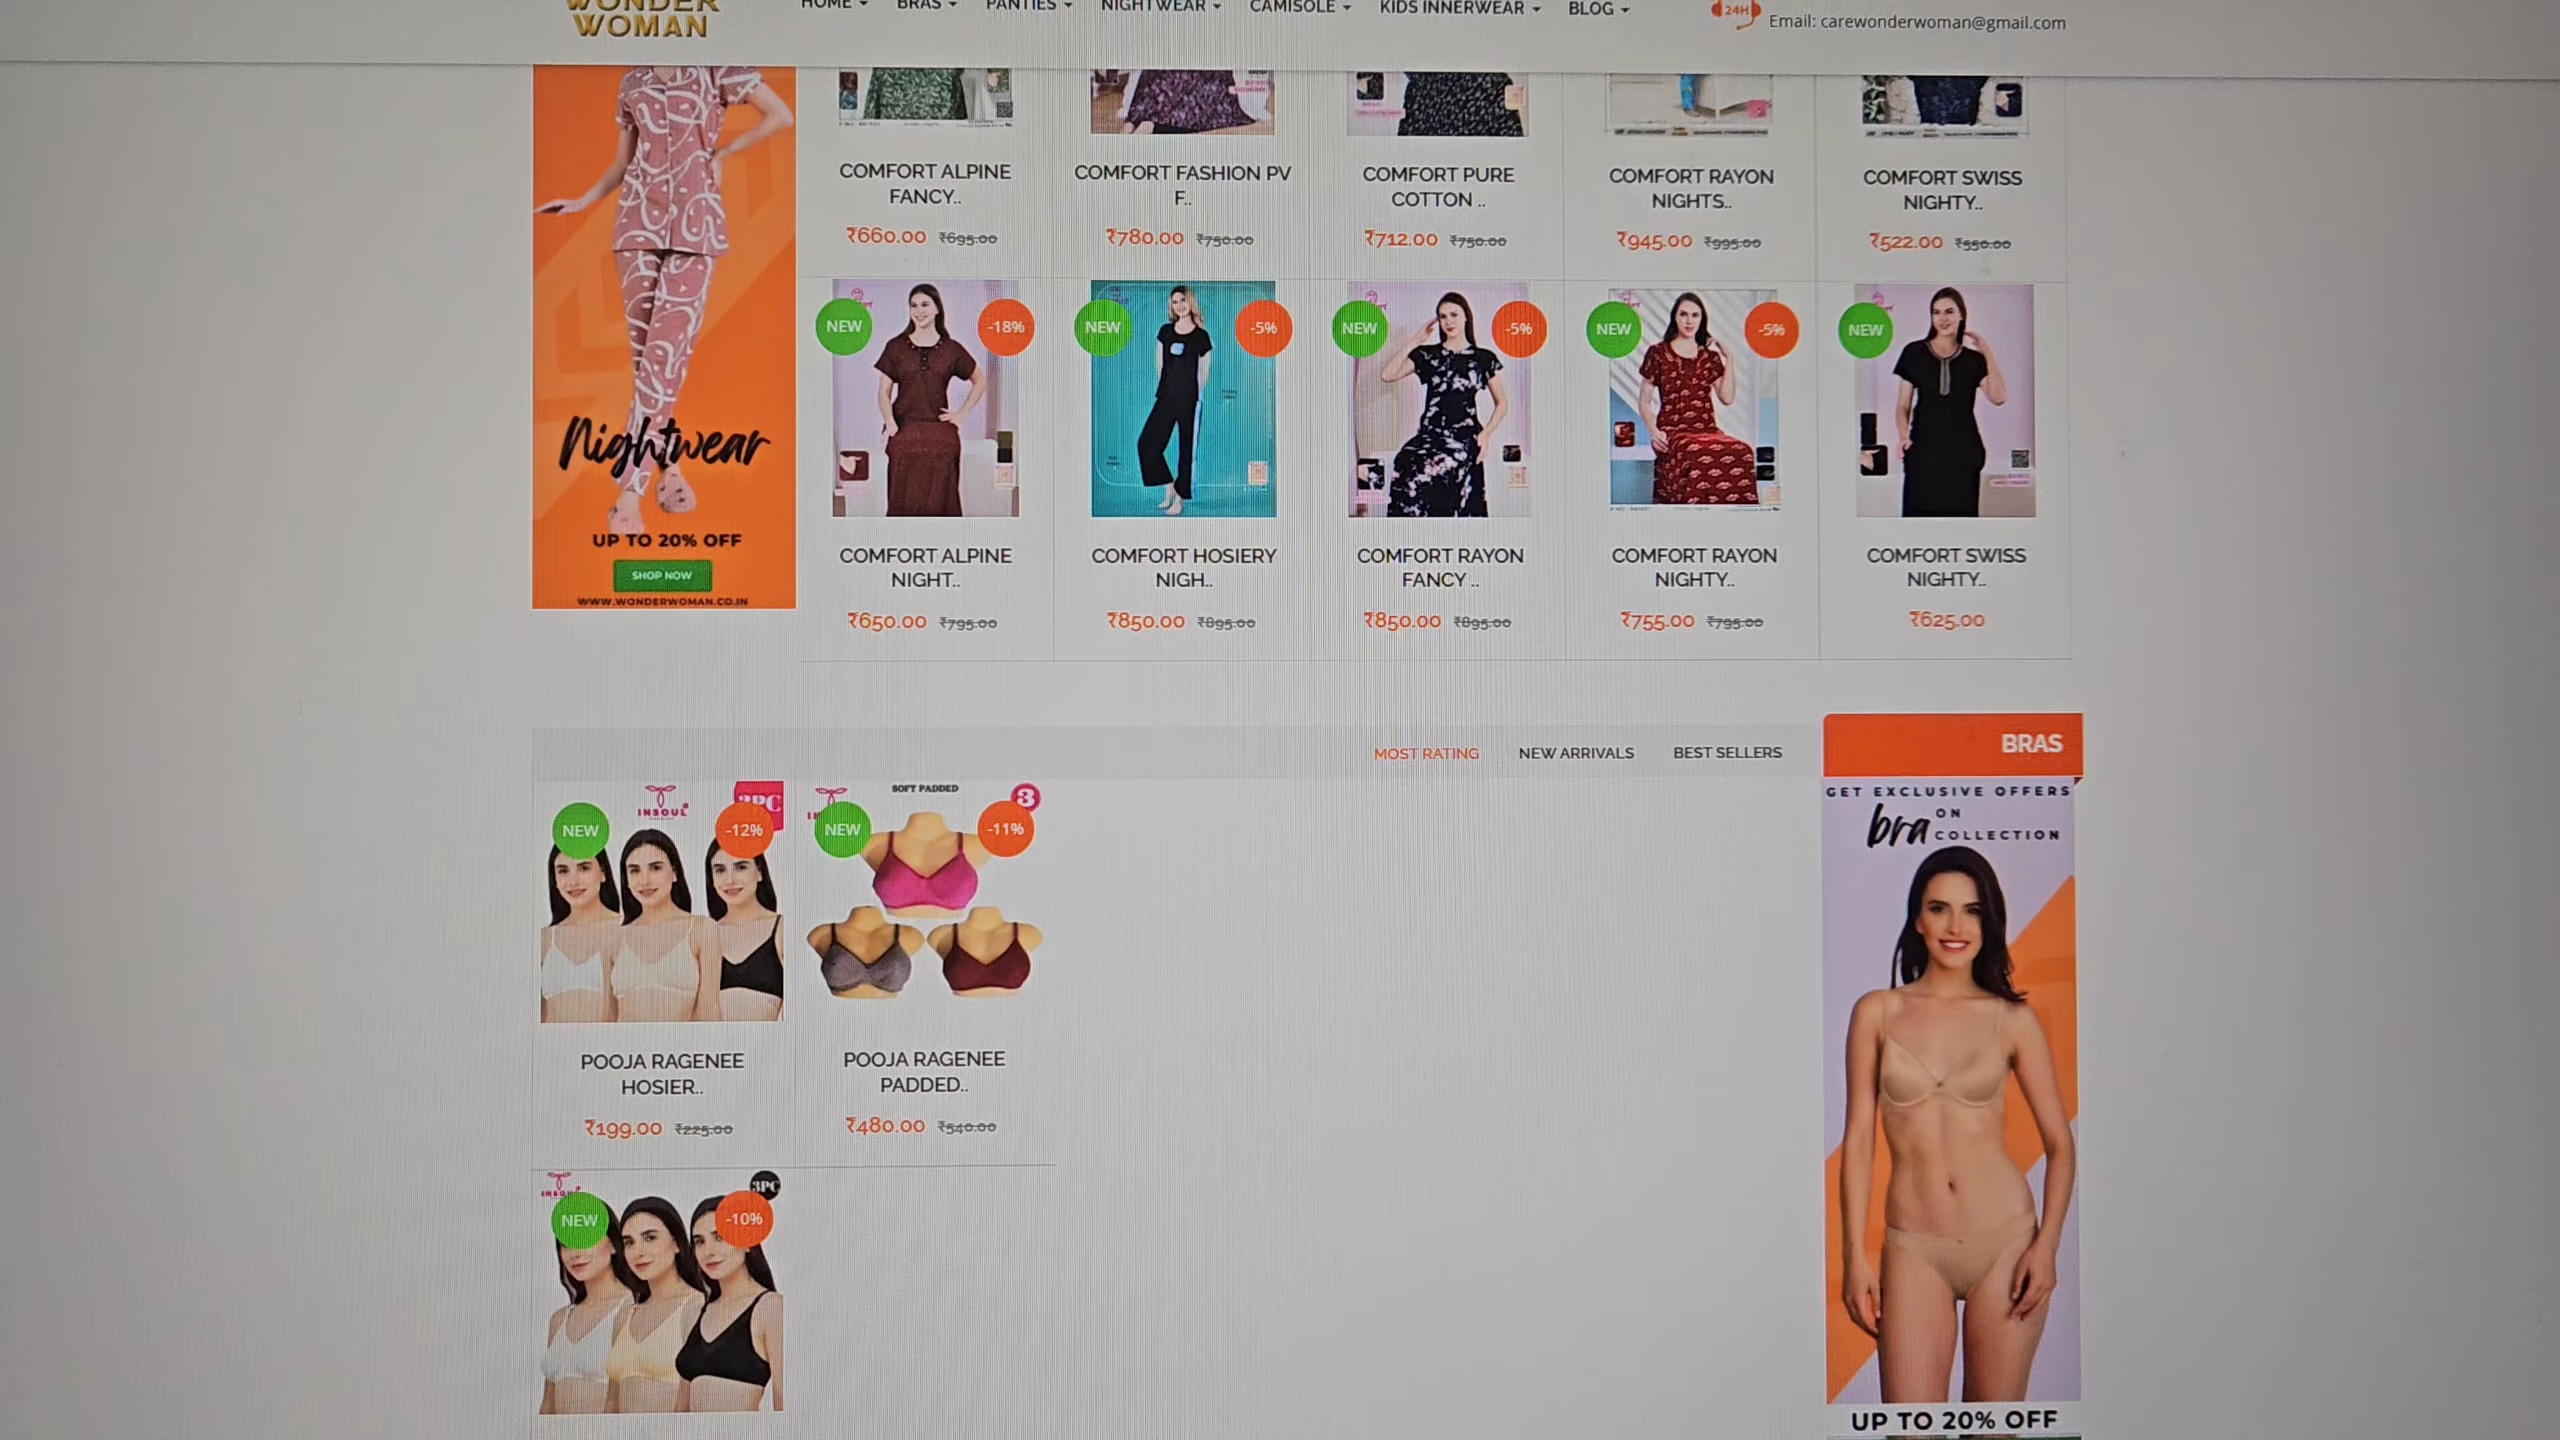 WONDER
WOMAN
HOME
BRAS
PANTIES
NIGHTWEAR
CAMISOLE
KIDS INNERWEAR
BLOG
24H
Email: carewonderwoman@gmail.com
COMFORT ALPINE
FANCY..
₹660.00 ₹695.00
COMFORT FASHION PV
F..
₹780.00 ₹750.00
COMFORT PURE
COTTON ..
₹712.00 ₹750.00
COMFORT RAYON
NIGHTS..
₹945.00 ₹995.00
COMFORT SWISS
NIGHTY..
₹522.00 ₹550.00
Nightwear
UP TO 20% OFF
SHOP NOW
WWW.WONDERWOMAN.CO.IN
NEW
-18%
COMFORT ALPINE
NIGHT..
₹650.00 ₹795.00
NEW
-5%
COMFORT HOSIERY
NIGH..
₹850.00 ₹895.00
NEW
-5%
COMFORT RAYON
FANCY ..
₹850.00 ₹895.00
NEW
-5%
COMFORT RAYON
NIGHTY..
₹755.00 ₹795.00
NEW
COMFORT SWISS
NIGHTY..
₹625.00
MOST RATING
NEW ARRIVALS
BEST SELLERS
BRAS
INSOUL
NEW
-12%
POOJA RAGENEE
HOSIER..
₹199.00 ₹225.00
SOFT PADDED
3
NEW
-11%
POOJA RAGENEE
PADDED..
₹480.00 ₹540.00
GET EXCLUSIVE OFFERS
ON
bra COLLECTION
UP TO 20% OFF
3PC
NEW
-10%